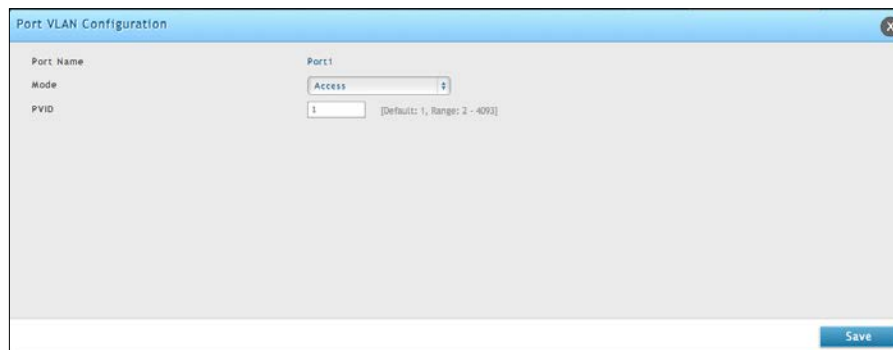 Port VLAN Configuration
X
Port Name Port1
Mode Access
PVID 1 [Default: 1, Range: 2 - 4093]
Save